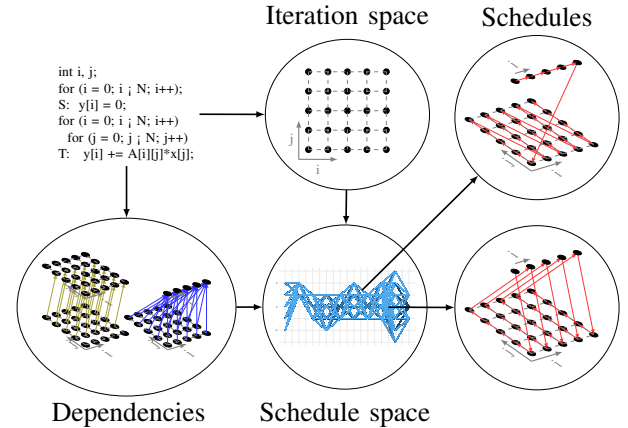 Iteration space
Schedules
int i, j;
for (i = 0; i ¡ N; i++);
S: y[i] = 0;
for (i = 0; i ¡ N; i++)
for (j = 0; j ¡ N; j++)
T: y[i] += A[i][j]*x[j];
j
i
Dependencies
Schedule space